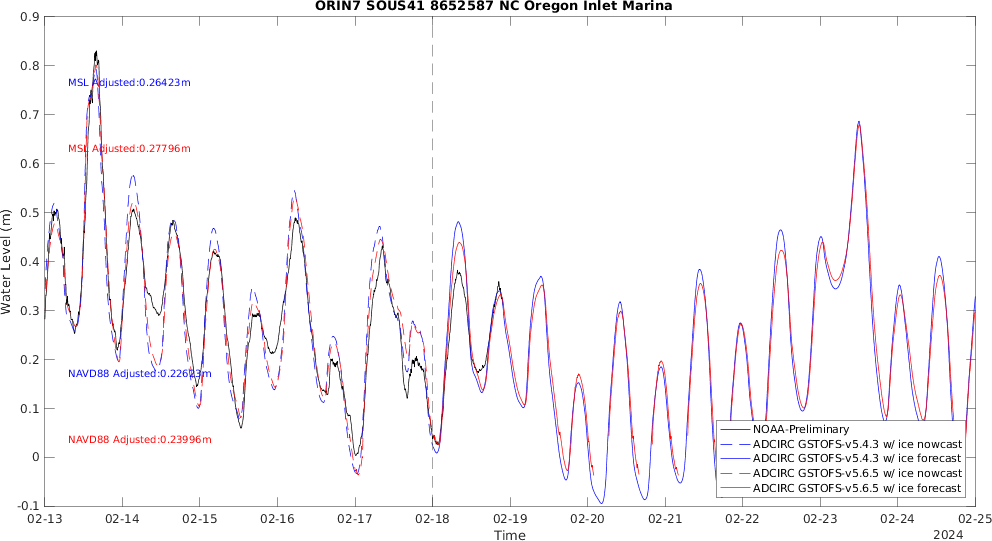 ORIN7 SOUS41 8652587 NC Oregon Inlet Marina
0.9
0.8
0.7
0.6
0.5
0.4
0.3
0.2
0.1
0
-0.1
Water Level (m)
MSL Adjusted:0.26423m
MSL Adjusted:0.27796m
NAVD88 Adjusted:0.22623m
NAVD88 Adjusted:0.23996m
NOAA-Preliminary
ADCIRC GSTOFS-v5.4.3 w/ ice nowcast
ADCIRC GSTOFS-v5.4.3 w/ ice forecast
ADCIRC GSTOFS-v5.6.5 w/ ice nowcast
ADCIRC GSTOFS-v5.6.5 w/ ice forecast
02-13 02-14 02-15 02-16 02-17 02-18 02-19 02-20 02-21 02-22 02-23 02-24 02-25
Time
2024